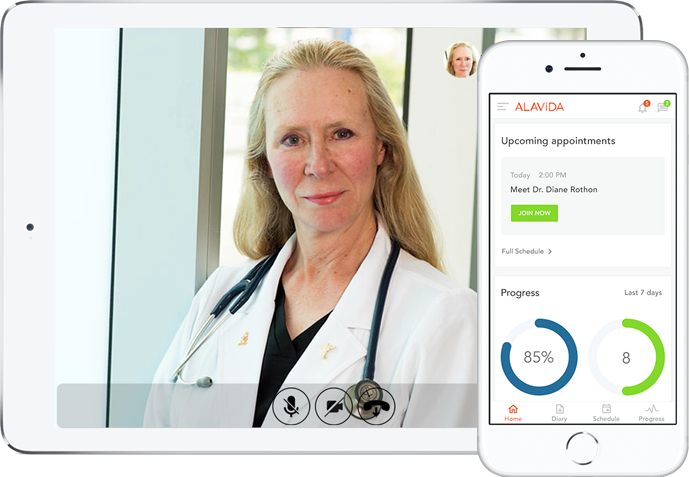 ALAViDA
5
2
Upcoming appointments
Today 2:00 PM
Meet Dr. Diane Rothon
JOIN NOW
Full Schedule >
Progress Last 7 days
85% 8
Home Diary Schedule Progress